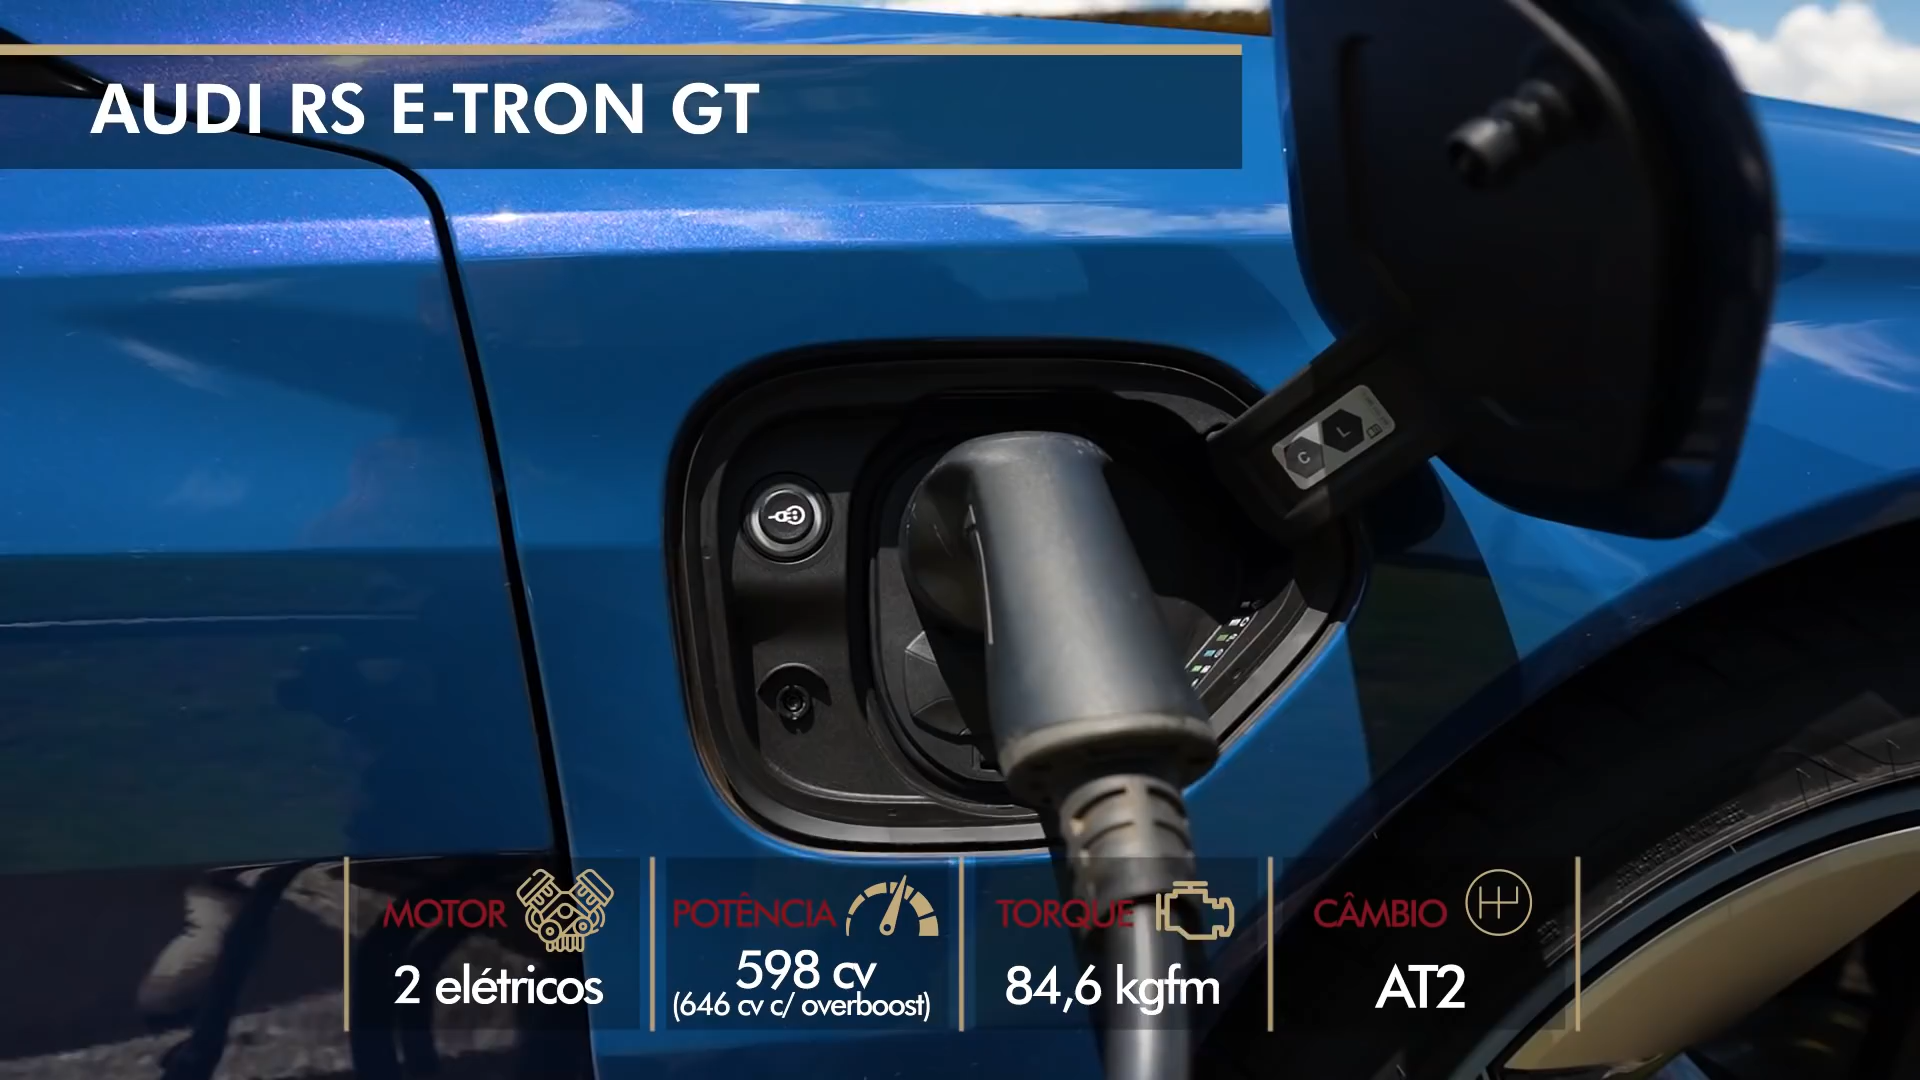 AUDI RS E-TRON GT
C L
MOTOR
2 elétricos
POTÊNCIA
598 cv
(646 cv c/ overboost)
TORQUE
84,6 kgfm
CÂMBIO
AT2